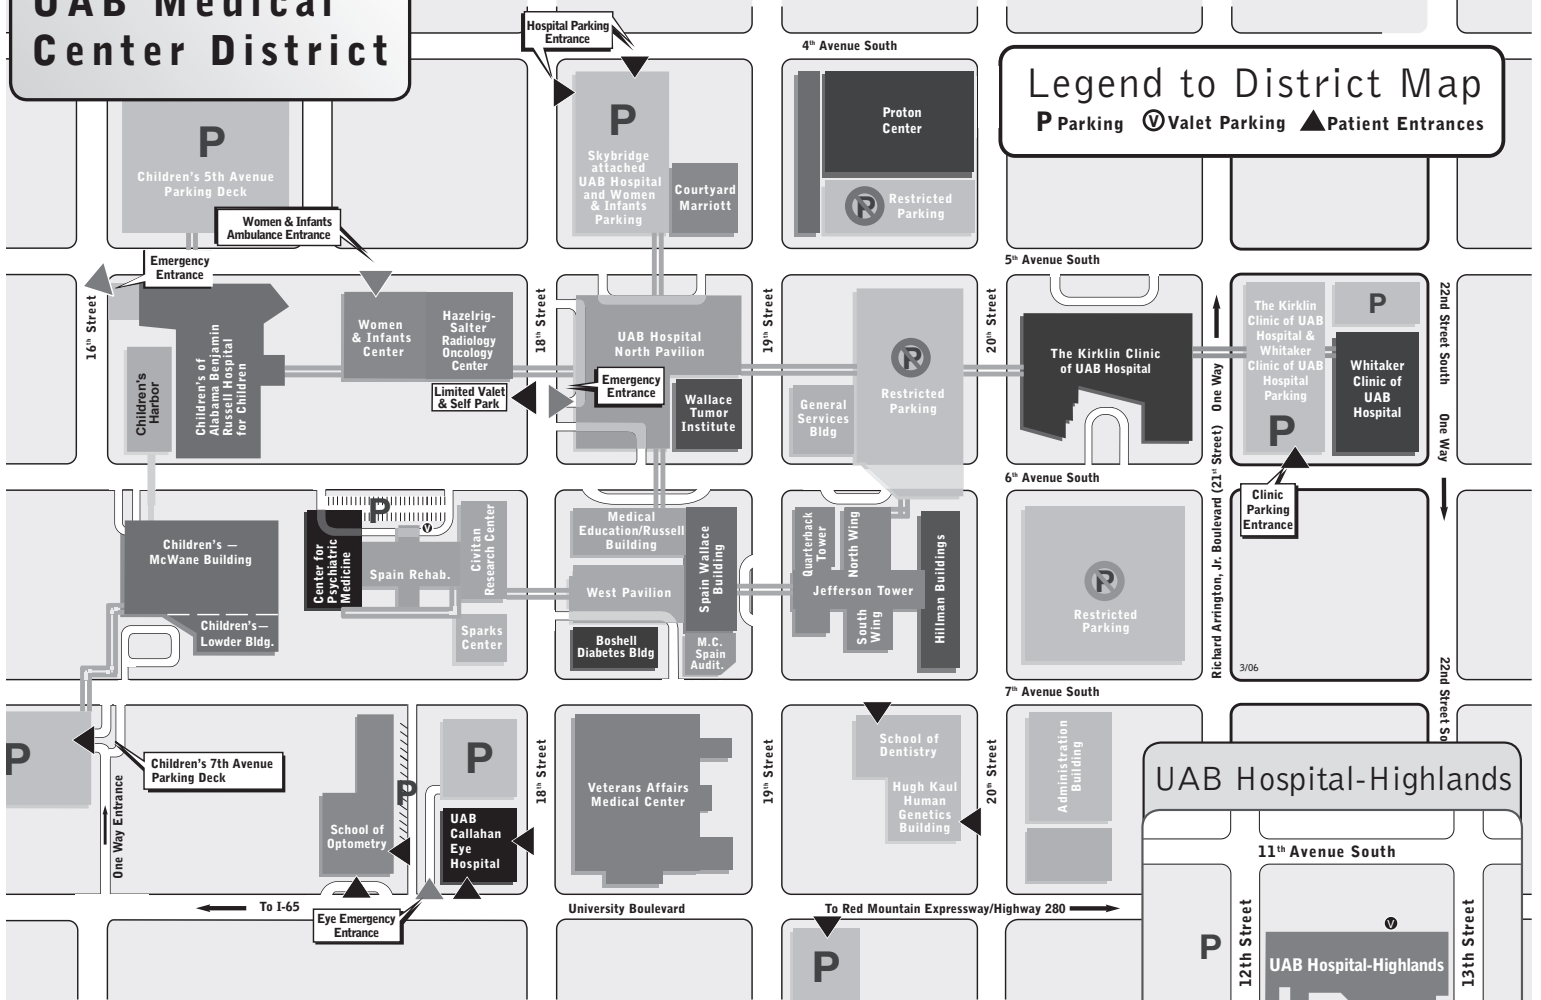 UAB Medical
Center District
Hospital Parking
Entrance
4th Avenue South
Legend to District Map
P Parking
V Valet Parking
Patient Entrances
P
Children's 5th Avenue
Parking Deck
Women & Infants
Ambulance Entrance
Emergency
Entrance
P
Skybridge
attached
UAB Hospital
and Women
& Infants
Parking
Courtyard
Marriott
Proton
Center
P
Restricted
Parking
5th Avenue South
16th Street
Children's
Harbor
Children's of
Alabama Benjamin
Russell Hospital
for Children
Women
& Infants
Center
Hazelrig-
Salter
Radiology
Oncology
Center
Limited Valet
& Self Park
18th Street
UAB Hospital
North Pavilion
Emergency
Entrance
Wallace
Tumor
Institute
19th Street
General
Services
Bldg
P
Restricted
Parking
20th Street
The Kirklin Clinic
of UAB Hospital
One Way
Richard Arrington, Jr. Boulevard (21st Street)
The Kirklin
Clinic of UAB
Hospital &
Whitaker
Clinic of UAB
Hospital
Parking
P
P
Whitaker
Clinic of
UAB
Hospital
22nd Street South
One Way
6th Avenue South
Clinic
Parking
Entrance
Children's —
McWane Building
Children's—
Lowder Bldg.
P
V
Center for
Psychiatric
Medicine
Spain Rehab.
Civitan
Research Center
Sparks
Center
Medical
Education/Russell
Building
West Pavilion
Spain Wallace
Building
Boshell
Diabetes Bldg
M.C.
Spain
Audit.
Quarterback
Tower
North Wing
Jefferson Tower
South
Wing
Hillman Buildings
P
Restricted
Parking
3/06
22nd Street So
7th Avenue South
P
Children's 7th Avenue
Parking Deck
One Way Entrance
School of
Optometry
P
P
UAB
Callahan
Eye
Hospital
18th Street
Veterans Affairs
Medical Center
19th Street
School of
Dentistry
Hugh Kaul
Human
Genetics
Building
20th Street
Administration
Building
To I-65
Eye Emergency
Entrance
University Boulevard
To Red Mountain Expressway/Highway 280
P
UAB Hospital-Highlands
11th Avenue South
P
12th Street
V
UAB Hospital-Highlands
13th Street